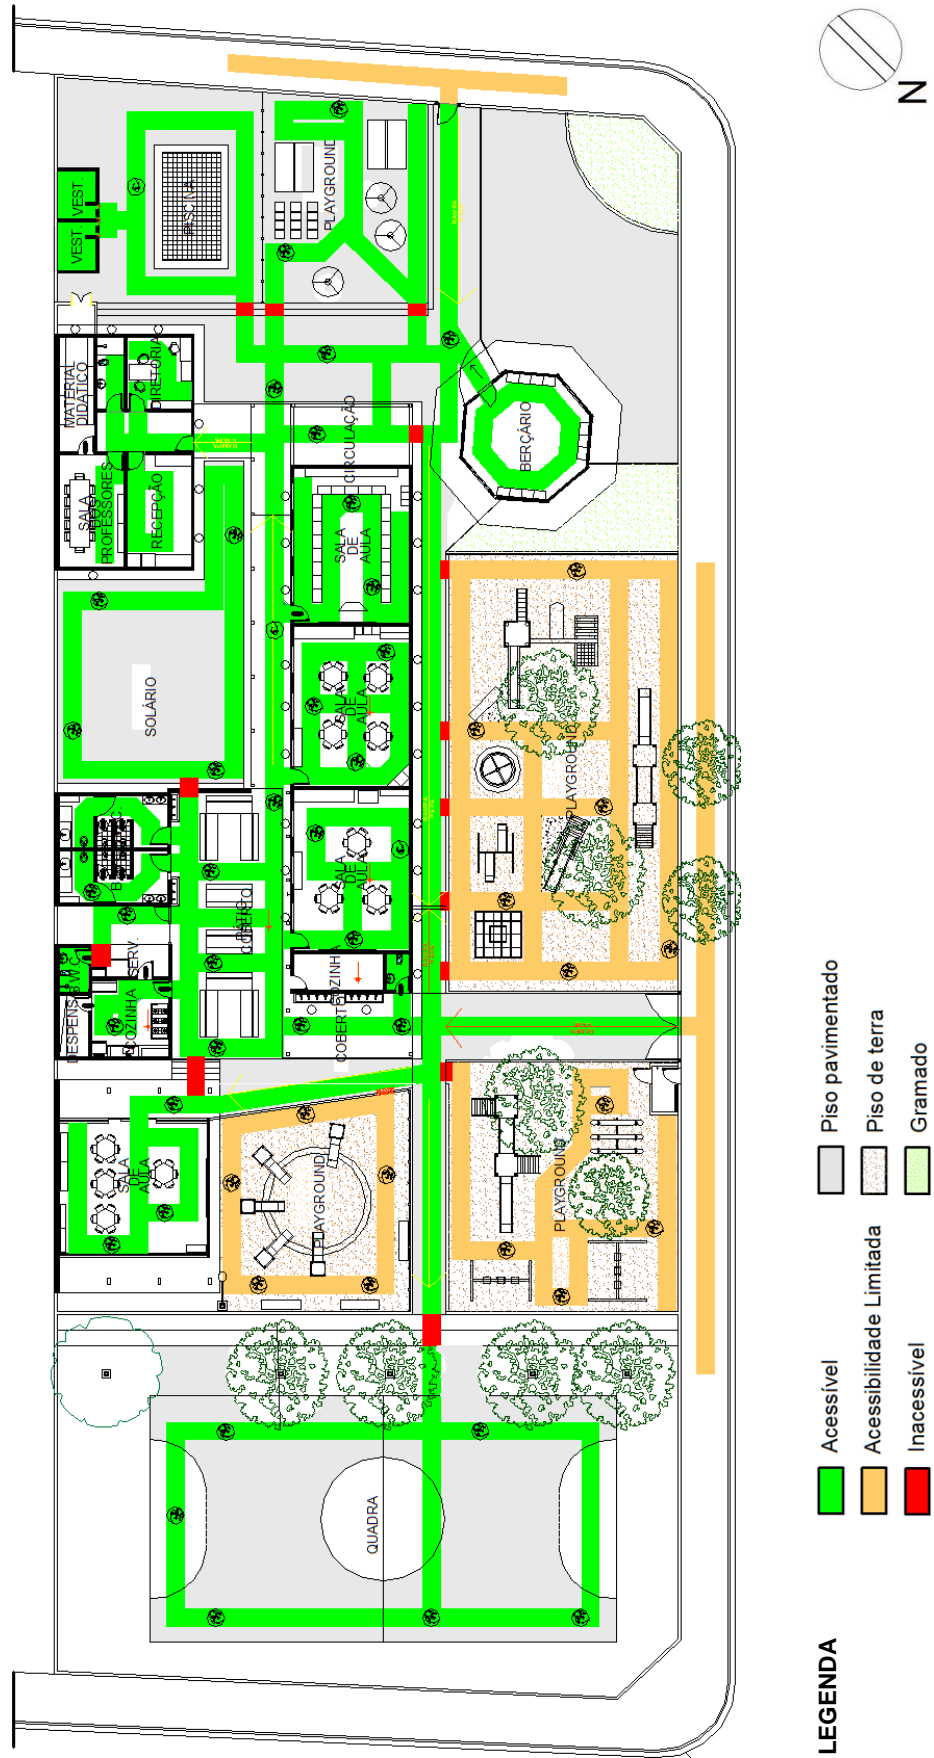 N
VEST.
VEST.
PISCINA
PLAYGROUND
MATERIAL
DIDÁTICO
DIRETORIA
SALA
DOS
PROFESSORES
RECEPÇÃO
CIRCULAÇÃO
BERÇÁRIO
SALA
DE
AULA
SOLÁRIO
SALA
DE
AULA
PLAYGROUND
SALA
DE
AULA
PÁTIO
COBERTO
SERV.
B.W.C.
COZINHA
COZINHA
SALA
DE
AULA
PLAYGROUND
PLAYGROUND
QUADRA
LEGENDA
Acessível
Acessibilidade Limitada
Inacessível
Piso pavimentado
Piso de terra
Gramado